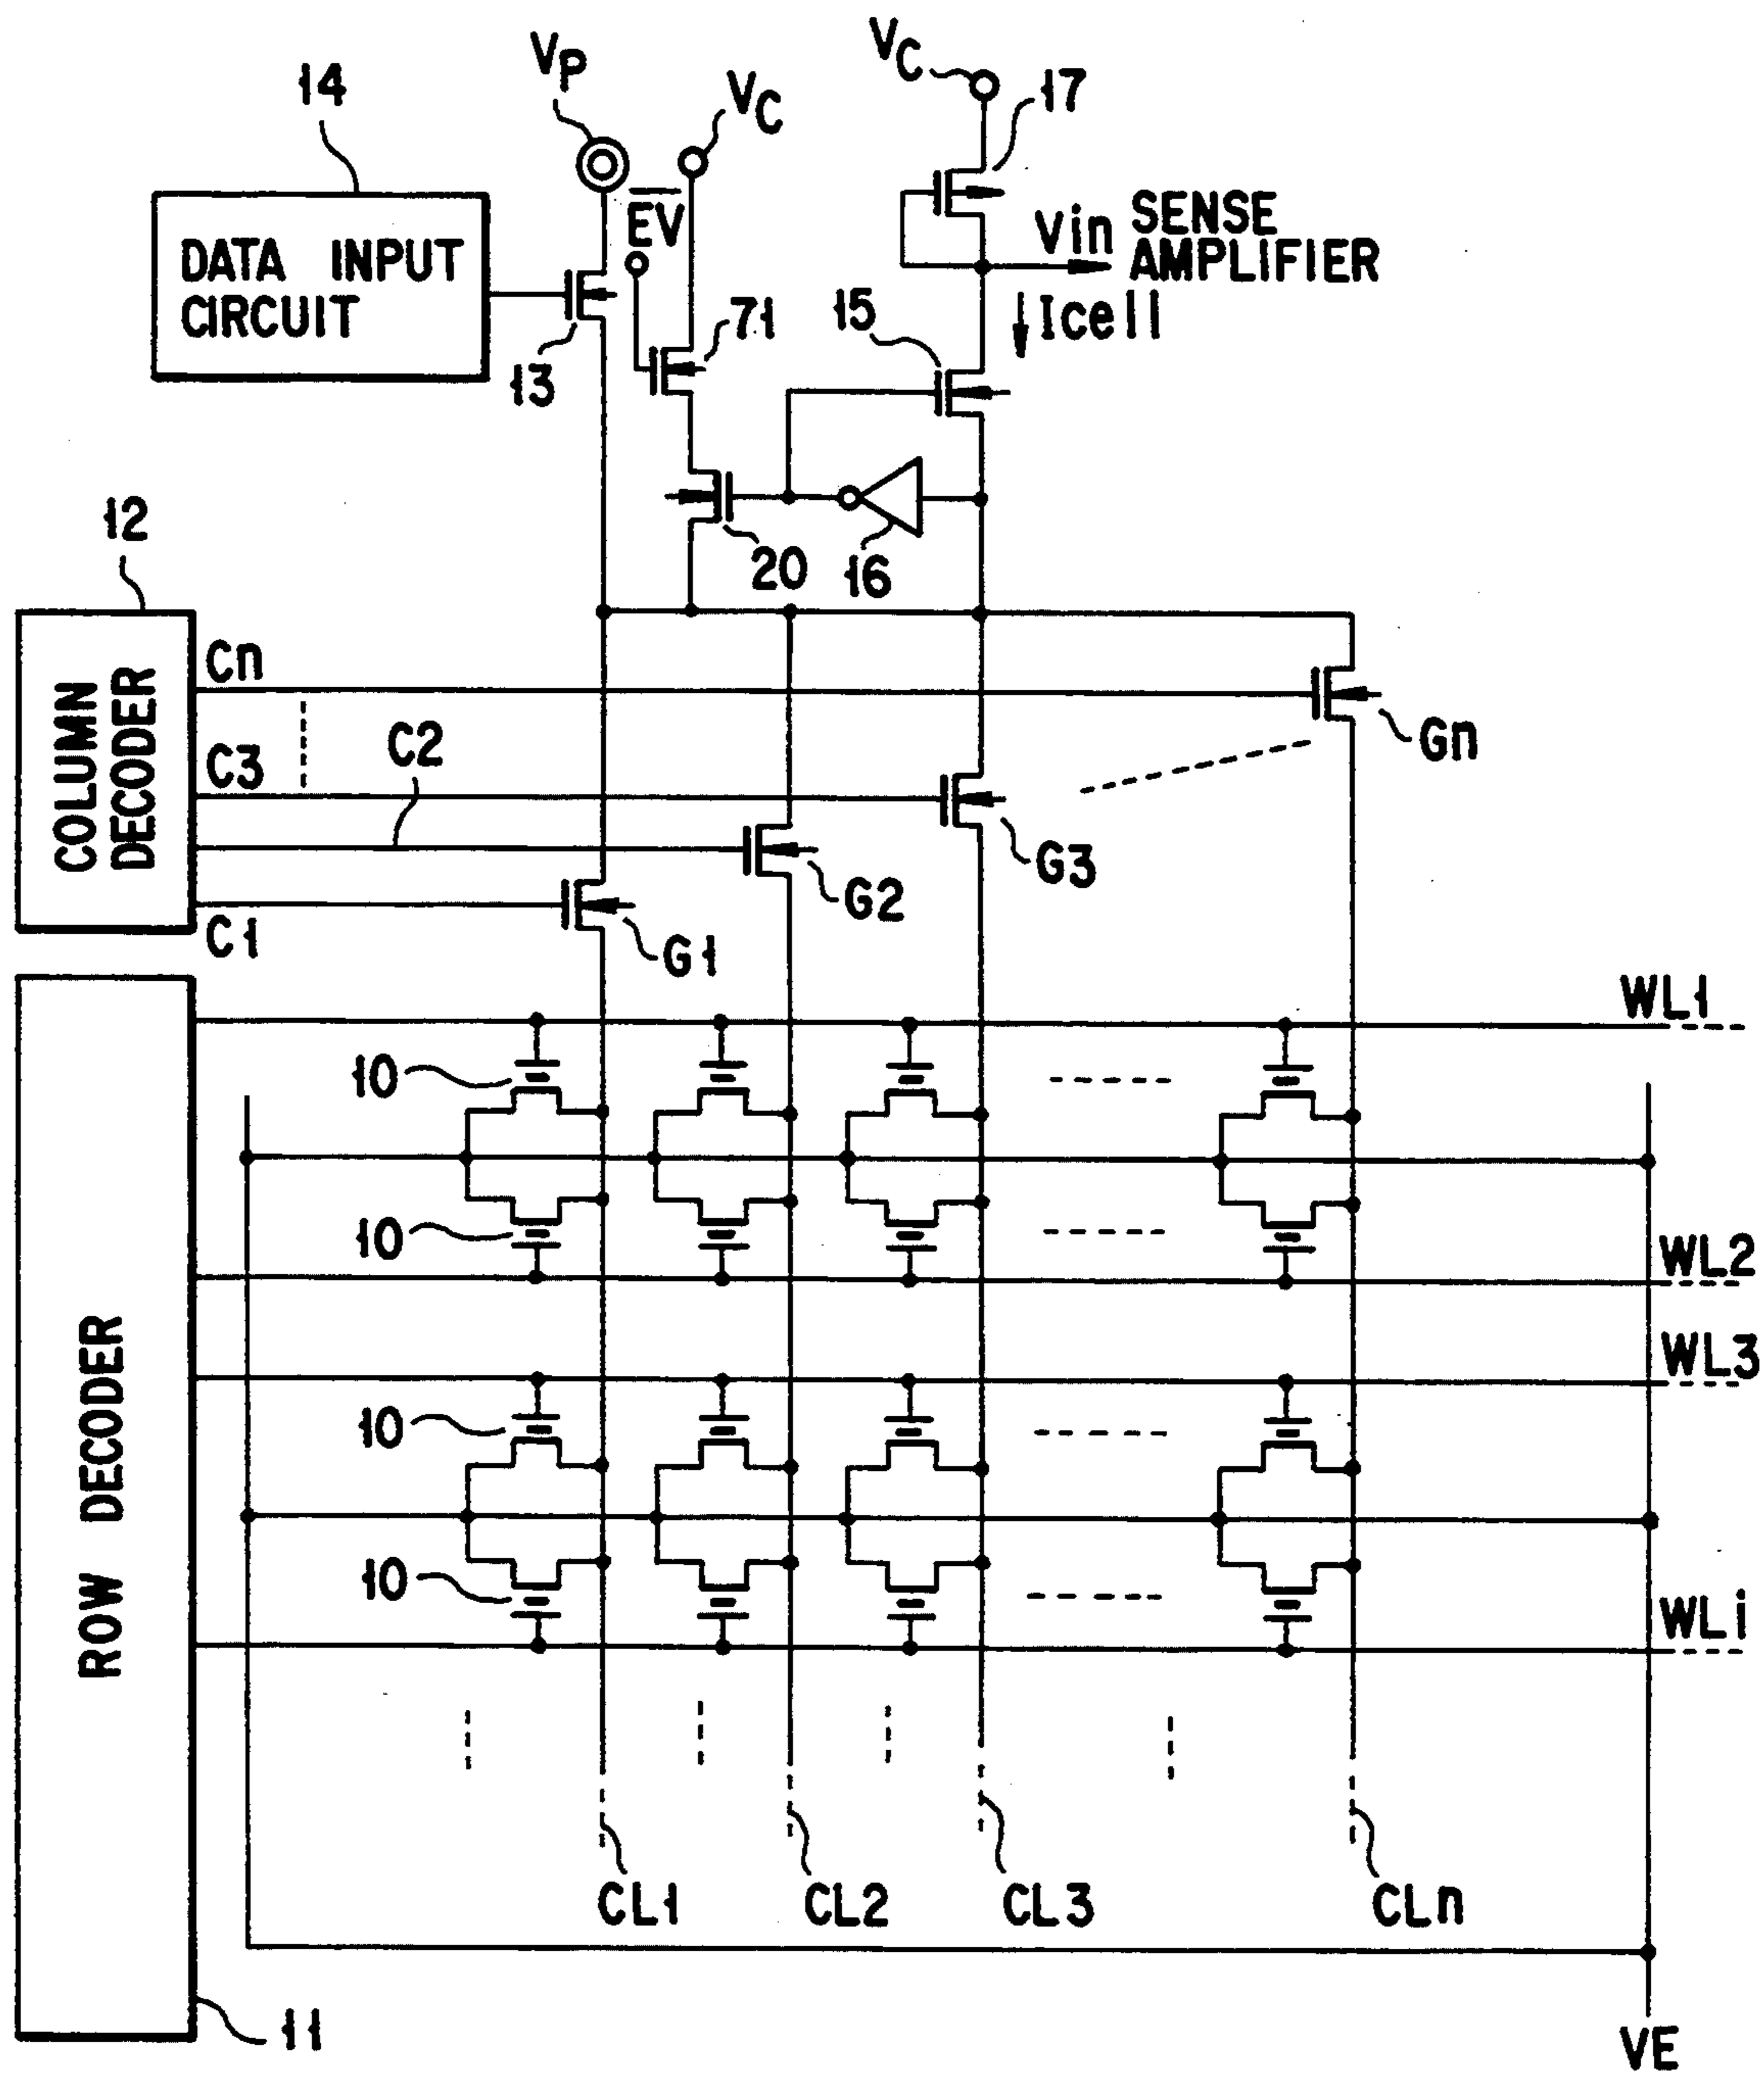 VP
VC
VC
14
17
EV
Vin SENSE
AMPLIFIER
DATA INPUT
CIRCUIT
15
Icell
71
13
12
20
16
COLUMN
DECODER
Cn
C3
C2
C1
Gn
G3
G2
G1
WL1
10
10
WL2
WL3
10
10
WLi
ROW DECODER
CL1
CL2
CL3
CLn
11
VE